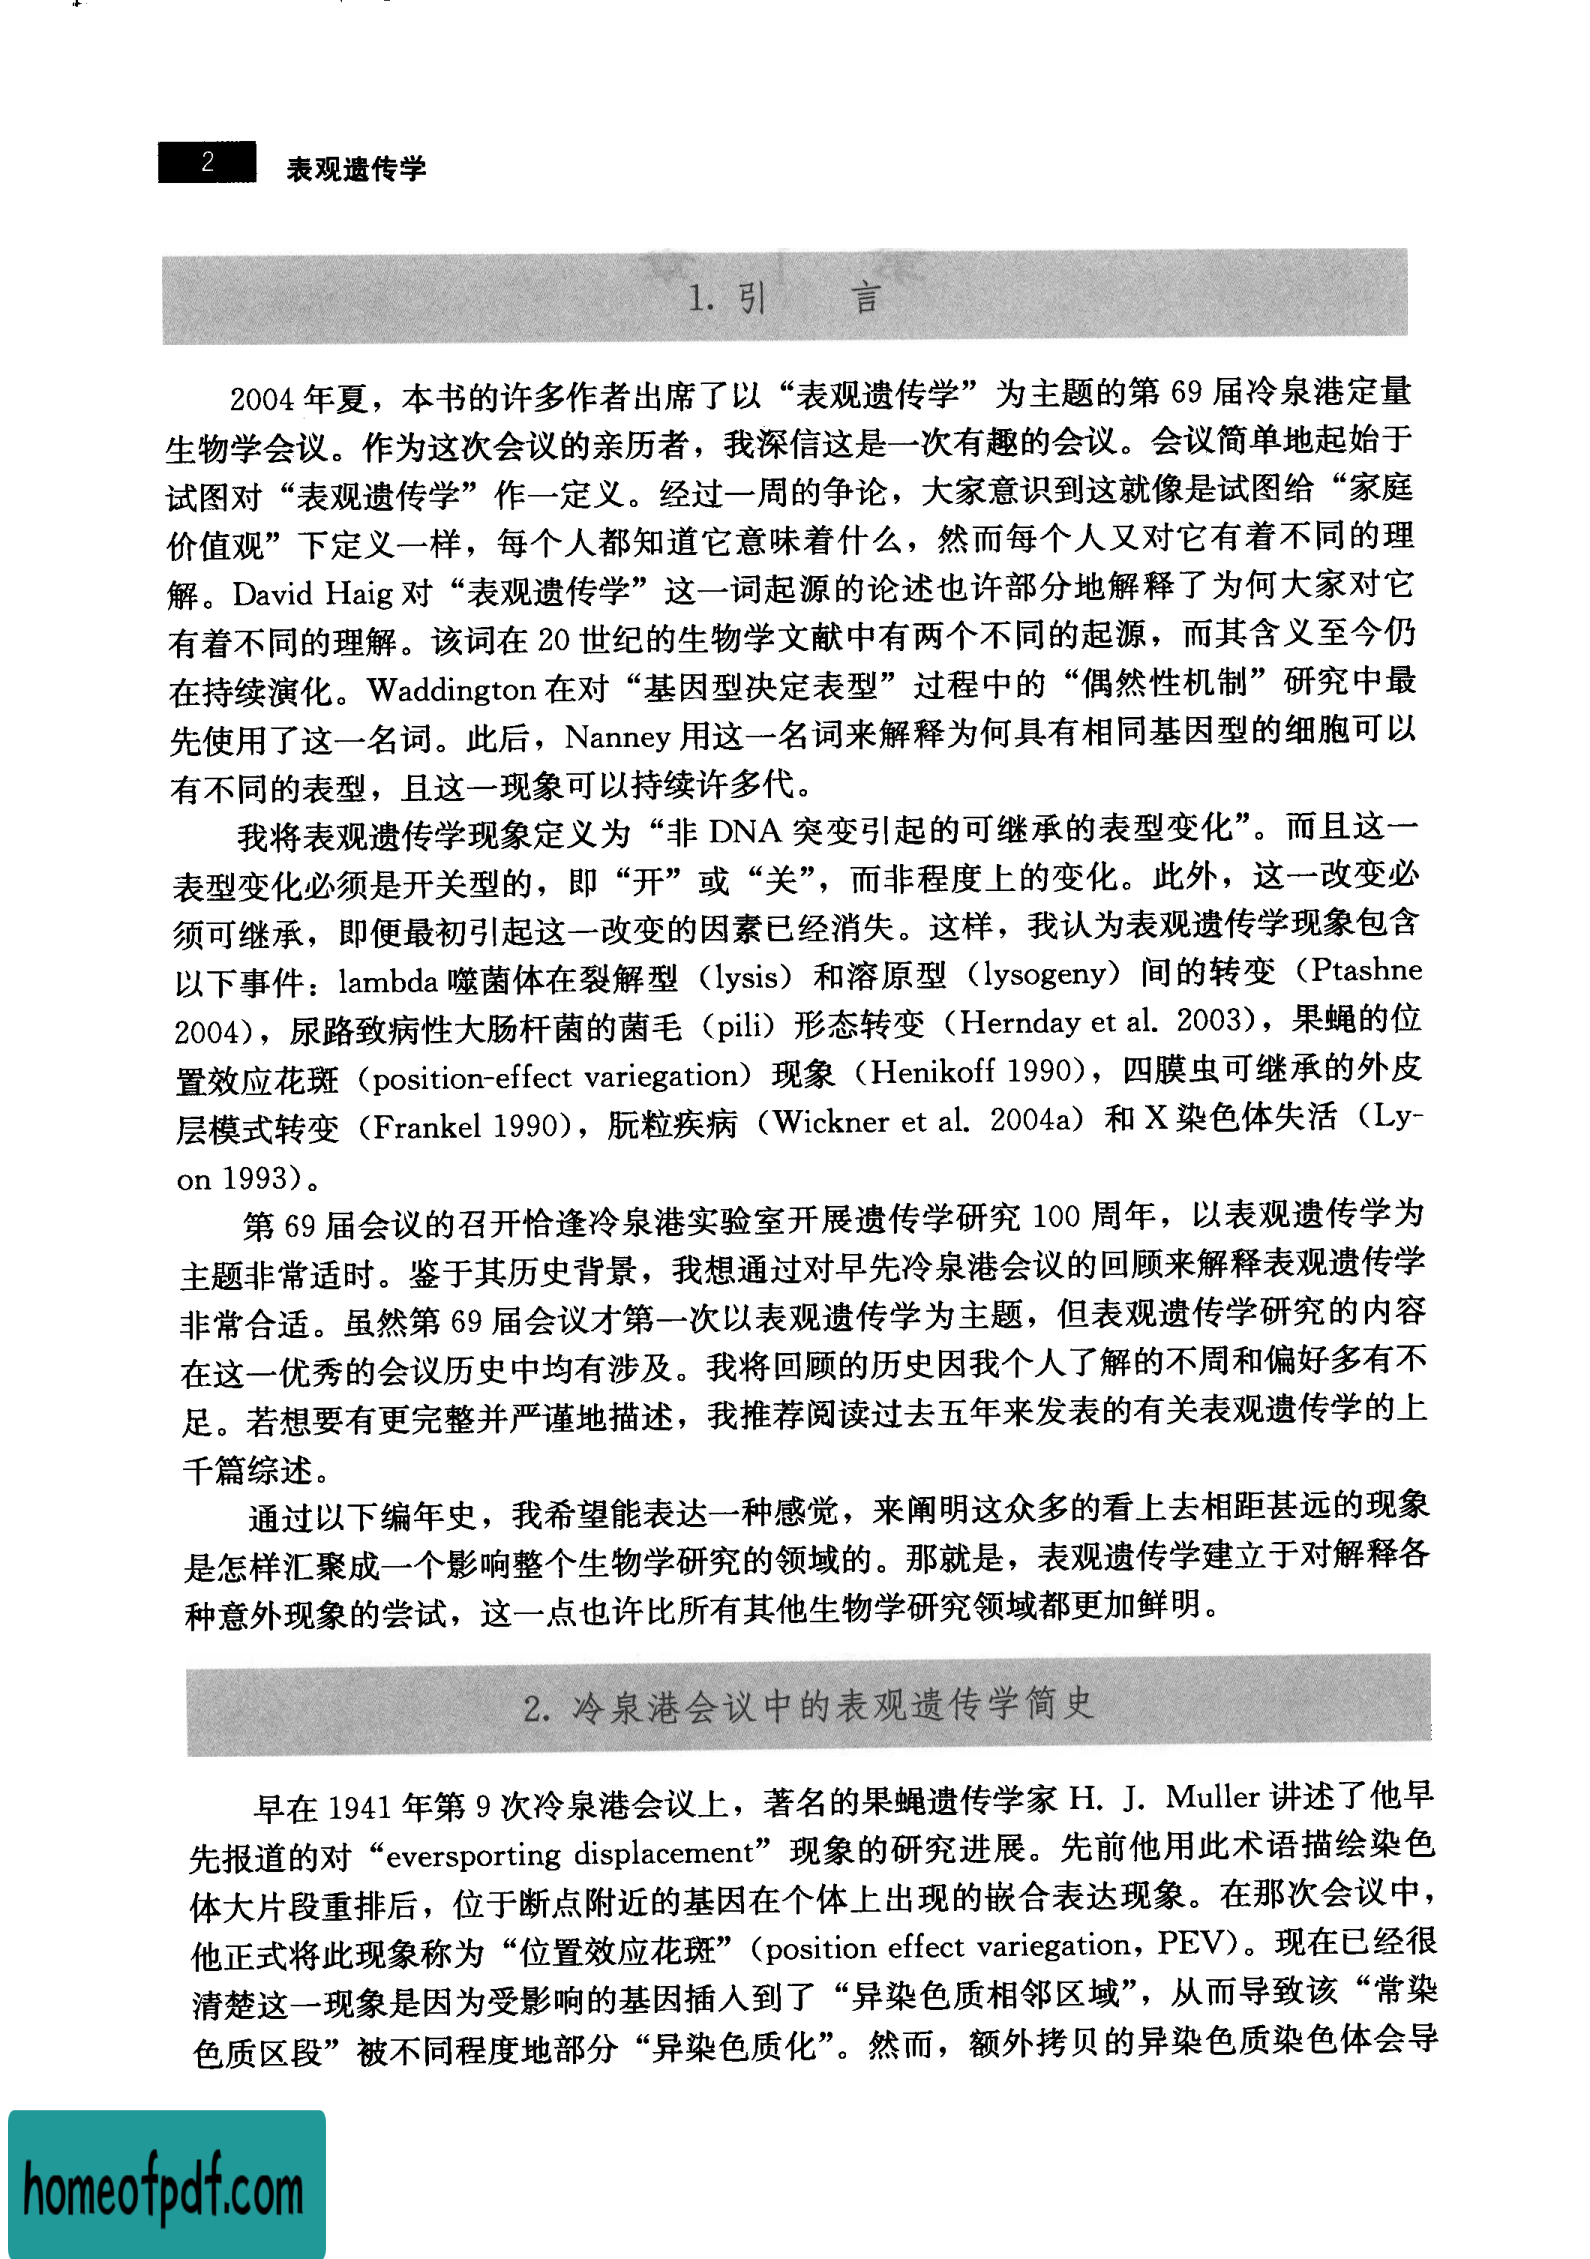 2 表观遗传学
1. 引 言
2004 年夏，本书的许多作者出席了以“表观遗传学”为主题的第 69 届冷泉港定量
生物学会议。作为这次会议的亲历者，我深信这是一次有趣的会议。会议简单地起始于
试图对“表观遗传学”作一定义。经过一周的争论，大家意识到这就像是试图给“家庭
价值观”下定义一样，每个人都知道它意味着什么，然而每个人又对它有着不同的理
解。David Haig 对“表观遗传学”这一词起源的论述也许部分地解释了为何大家对它
有着不同的理解。该词在 20 世纪的生物学文献中有两个不同的起源，而其含义至今仍
在持续演化。Waddington 在对“基因型决定表型”过程中的“偶然性机制”研究中最
先使用了这一名词。此后，Nanney 用这一名词来解释为何具有相同基因型的细胞可以
有不同的表型，且这一现象可以持续许多代。
我将表观遗传学现象定义为“非 DNA 突变引起的可继承的表型变化”。而且这一
表型变化必须是开关型的，即“开”或“关”，而非程度上的变化。此外，这一改变必
须可继承，即便最初引起这一改变的因素已经消失。这样，我认为表观遗传学现象包含
以下事件：lambda 噬菌体在裂解型（lysis）和溶原型（lysogeny）间的转变（Ptashne
2004），尿路致病性大肠杆菌的菌毛（pili）形态转变（Hernday et al. 2003），果蝇的位
置效应花斑（position-effect variegation）现象（Henikoff 1990），四膜虫可继承的外皮
层模式转变（Frankel 1990），朊粒疾病（Wickner et al. 2004a）和 X 染色体失活（Ly-
on 1993）。
第 69 届会议的召开恰逢冷泉港实验室开展遗传学研究 100 周年，以表观遗传学为
主题非常适时。鉴于其历史背景，我想通过对早先冷泉港会议的回顾来解释表观遗传学
非常合适。虽然第 69 届会议才第一次以表观遗传学为主题，但表观遗传学研究的内容
在这一优秀的会议历史中均有涉及。我将回顾的历史因我个人了解的不周和偏好多有不
足。若想要有更完整并严谨地描述，我推荐阅读过去五年来发表的有关表观遗传学的上
千篇综述。
通过以下编年史，我希望能表达一种感觉，来阐明这众多的看上去相距甚远的现象
是怎样汇聚成一个影响整个生物学研究的领域的。那就是，表观遗传学建立于对解释各
种意外现象的尝试，这一点也许比所有其他生物学研究领域都更加鲜明。
2. 冷泉港会议中的表观遗传学简史
早在 1941 年第 9 次冷泉港会议上，著名的果蝇遗传学家 H. J. Muller 讲述了他早
先报道的对“eversporting displacement”现象的研究进展。先前他用此术语描绘染色
体大片段重排后，位于断点附近的基因在个体上出现的嵌合表达现象。在那次会议中，
他正式将此现象称为“位置效应花斑”（position effect variegation，PEV）。现在已经很
清楚这一现象是因为受影响的基因插入到了“异染色质相邻区域”，从而导致该“常染
色质区段”被不同程度地部分“异染色质化”。然而，额外拷贝的异染色质染色体会导
homeofpdf.com